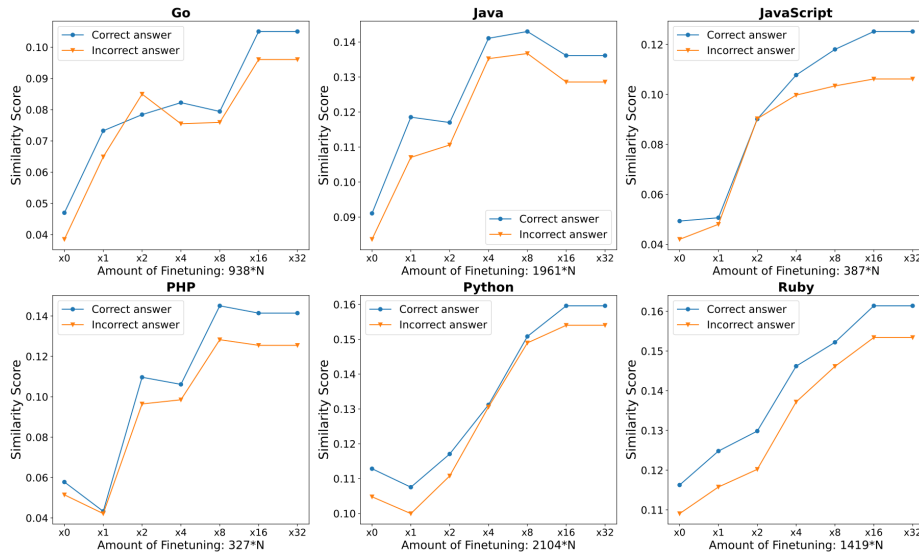 Go
Correct answer
Incorrect answer
0.10
0.09
0.08
0.07
0.06
0.05
0.04
Similarity Score
x0 x1 x2 x4 x8 x16 x32
Amount of Finetuning: 938*N
Java
0.14
0.13
0.12
0.11
0.10
0.09
Similarity Score
Correct answer
Incorrect answer
x0 x1 x2 x4 x8 x16 x32
Amount of Finetuning: 1961*N
JavaScript
Correct answer
Incorrect answer
0.12
0.10
0.08
0.06
0.04
Similarity Score
x0 x1 x2 x4 x8 x16 x32
Amount of Finetuning: 387*N
PHP
Correct answer
Incorrect answer
0.14
0.12
0.10
0.08
0.06
0.04
Similarity Score
x0 x1 x2 x4 x8 x16 x32
Amount of Finetuning: 327*N
Python
Correct answer
Incorrect answer
0.16
0.15
0.14
0.13
0.12
0.11
0.10
Similarity Score
x0 x1 x2 x4 x8 x16 x32
Amount of Finetuning: 2104*N
Ruby
Correct answer
Incorrect answer
0.16
0.15
0.14
0.13
0.12
0.11
Similarity Score
x0 x1 x2 x4 x8 x16 x32
Amount of Finetuning: 1419*N